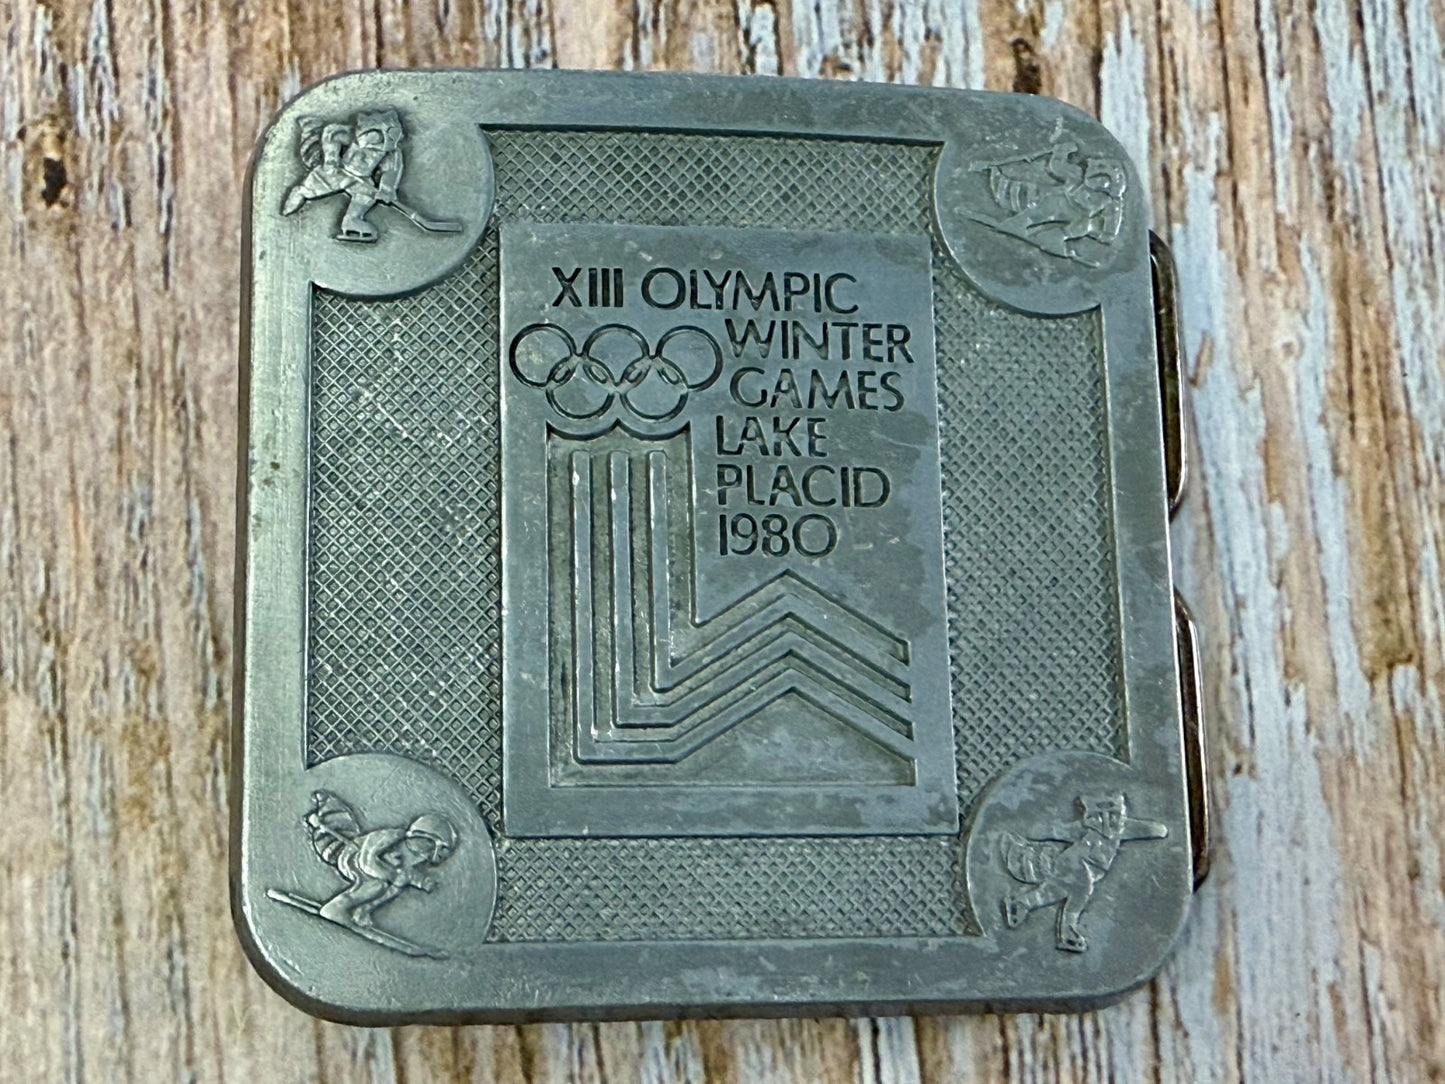 XIII OLYMPIC
WINTER
GAMES
LAKE
PLACID
1980